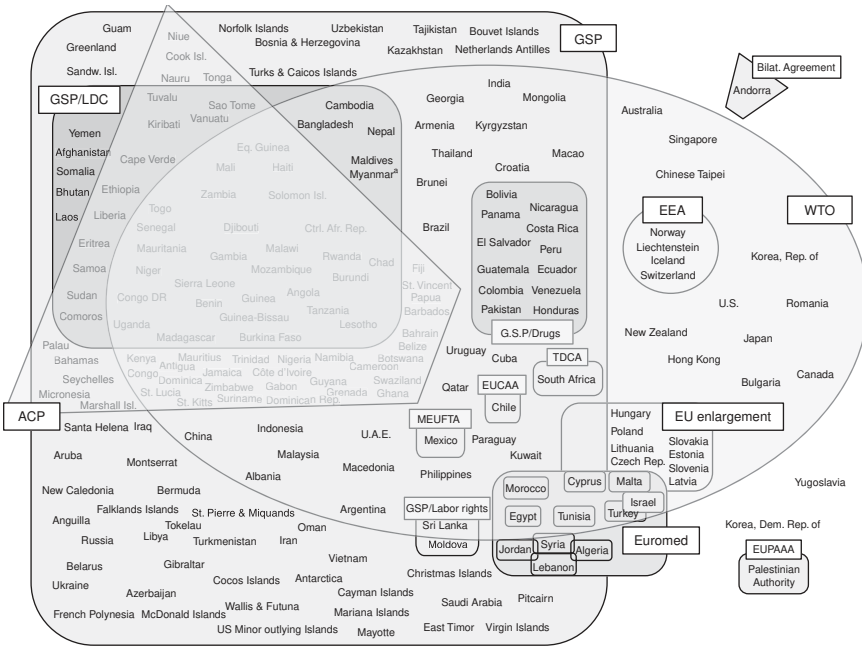 Guam
Norfolk Islands
Uzbekistan
Tajikistan
Bouvet Islands
GSP
Niue
Greenland
Bosnia & Herzegovina
Kazakhstan
Netherlands Antilles
Cook Isl.
Sandw. Isl.
Nauru
Tonga
Turks & Caicos Islands
Bilat. Agreement
Andorra
India
GSP/LDC
Tuvalu
Sao Tome
Cambodia
Georgia
Mongolia
Australia
Kiribati
Vanuatu
Bangladesh
Nepal
Armenia
Kyrgyzstan
Singapore
Yemen
Eq. Guinea
Afghanistan
Cape Verde
Maldives
Thailand
Macao
Somalia
Mali
Haiti
Myanmarª
Croatia
Chinese Taipei
Bhutan
Ethiopia
Zambia
Solomon Isl.
Brunei
Bolivia
Laos
Liberia
Togo
Panama
Nicaragua
EEA
WTO
Senegal
Djibouti
Ctrl. Afr. Rep.
Brazil
Costa Rica
Norway
Eritrea
Mauritania
Malawi
El Salvador
Peru
Liechtenstein
Gambia
Rwanda
Chad
Iceland
Korea, Rep. of
Samoa
Niger
Mozambique
Burundi
Fiji
Guatemala
Ecuador
Switzerland
Sierra Leone
St. Vincent
Sudan
Congo DR
Guinea
Angola
Papua
Colombia
Venezuela
U.S.
Romania
Benin
Tanzania
Barbados
Pakistan
Honduras
Comoros
Guinea-Bissau
Uganda
Lesotho
Madagascar
Burkina Faso
Bahrain
G.S.P/Drugs
New Zealand
Japan
Palau
Belize
Bahamas
Kenya
Mauritius
Trinidad
Nigeria
Namibia
Botswana
Uruguay
Cuba
TDCA
Hong Kong
Antigua
Cameroon
Congo
Jamaica
Côte d'Ivoire
Seychelles
Dominica
Guyana
Swaziland
South Africa
Canada
Micronesia
St. Lucia
Zimbabwe
Gabon
Grenada
Ghana
Qatar
EUCAA
Bulgaria
Marshall Isl.
St. Kitts
Suriname
Dominican Rep.
Chile
ACP
MEUFTA
Hungary
EU enlargement
Santa Helena
Iraq
China
Indonesia
U.A.E.
Mexico
Paraguay
Poland
Slovakia
Lithuania
Estonia
Aruba
Montserrat
Malaysia
Macedonia
Kuwait
Czech Rep.
Slovenia
Albania
Philippines
Cyprus
Malta
Latvia
Yugoslavia
New Caledonia
Bermuda
Morocco
Israel
Falklands Islands
St. Pierre & Miquands
Argentina
GSP/Labor rights
Egypt
Tunisia
Turkey
Anguilla
Tokelau
Oman
Sri Lanka
Korea, Dem. Rep. of
Russia
Libya
Turkmenistan
Iran
Moldova
Jordan
Syria
Algeria
Euromed
EUPAAA
Belarus
Gibraltar
Vietnam
Lebanon
Palestinian
Authority
Ukraine
Cocos Islands
Antarctica
Christmas Islands
Azerbaijan
Cayman Islands
Pitcairn
French Polynesia
McDonald Islands
Wallis & Futuna
Mariana Islands
Saudi Arabia
US Minor outlying Islands
Mayotte
East Timor
Virgin Islands